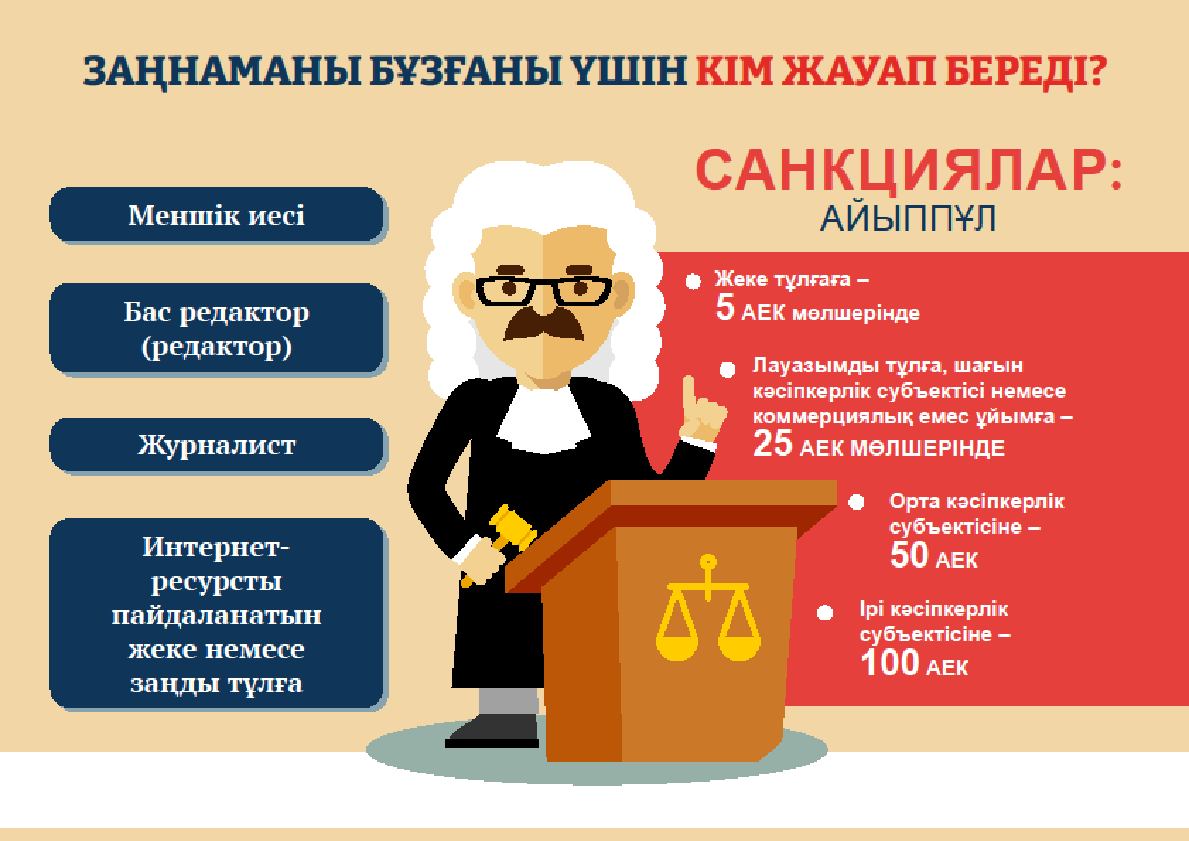 ЗАҢНАМАНЫ БҰЗҒАНЫ ҮШІН КІМ ЖАУАП БЕРЕДІ?
Меншік иесі
Бас редактор
(редактор)
Журналист
Интернет-
ресурсты
пайдаланатын
жеке немесе
заңды тұлға
САНКЦИЯЛАР:
АЙЫППҰЛ
Жеке тұлғаға –
5 АЕК мөлшерінде
Лауазымды тұлға, шағын
кәсіпкерлік субъектісі немесе
коммерциялық емес ұйымға –
25 АЕК МӨЛШЕРІНДЕ
Орта кәсіпкерлік
субъектісіне –
50 АЕК
Ірі кәсіпкерлік
субъектісіне –
100 АЕК